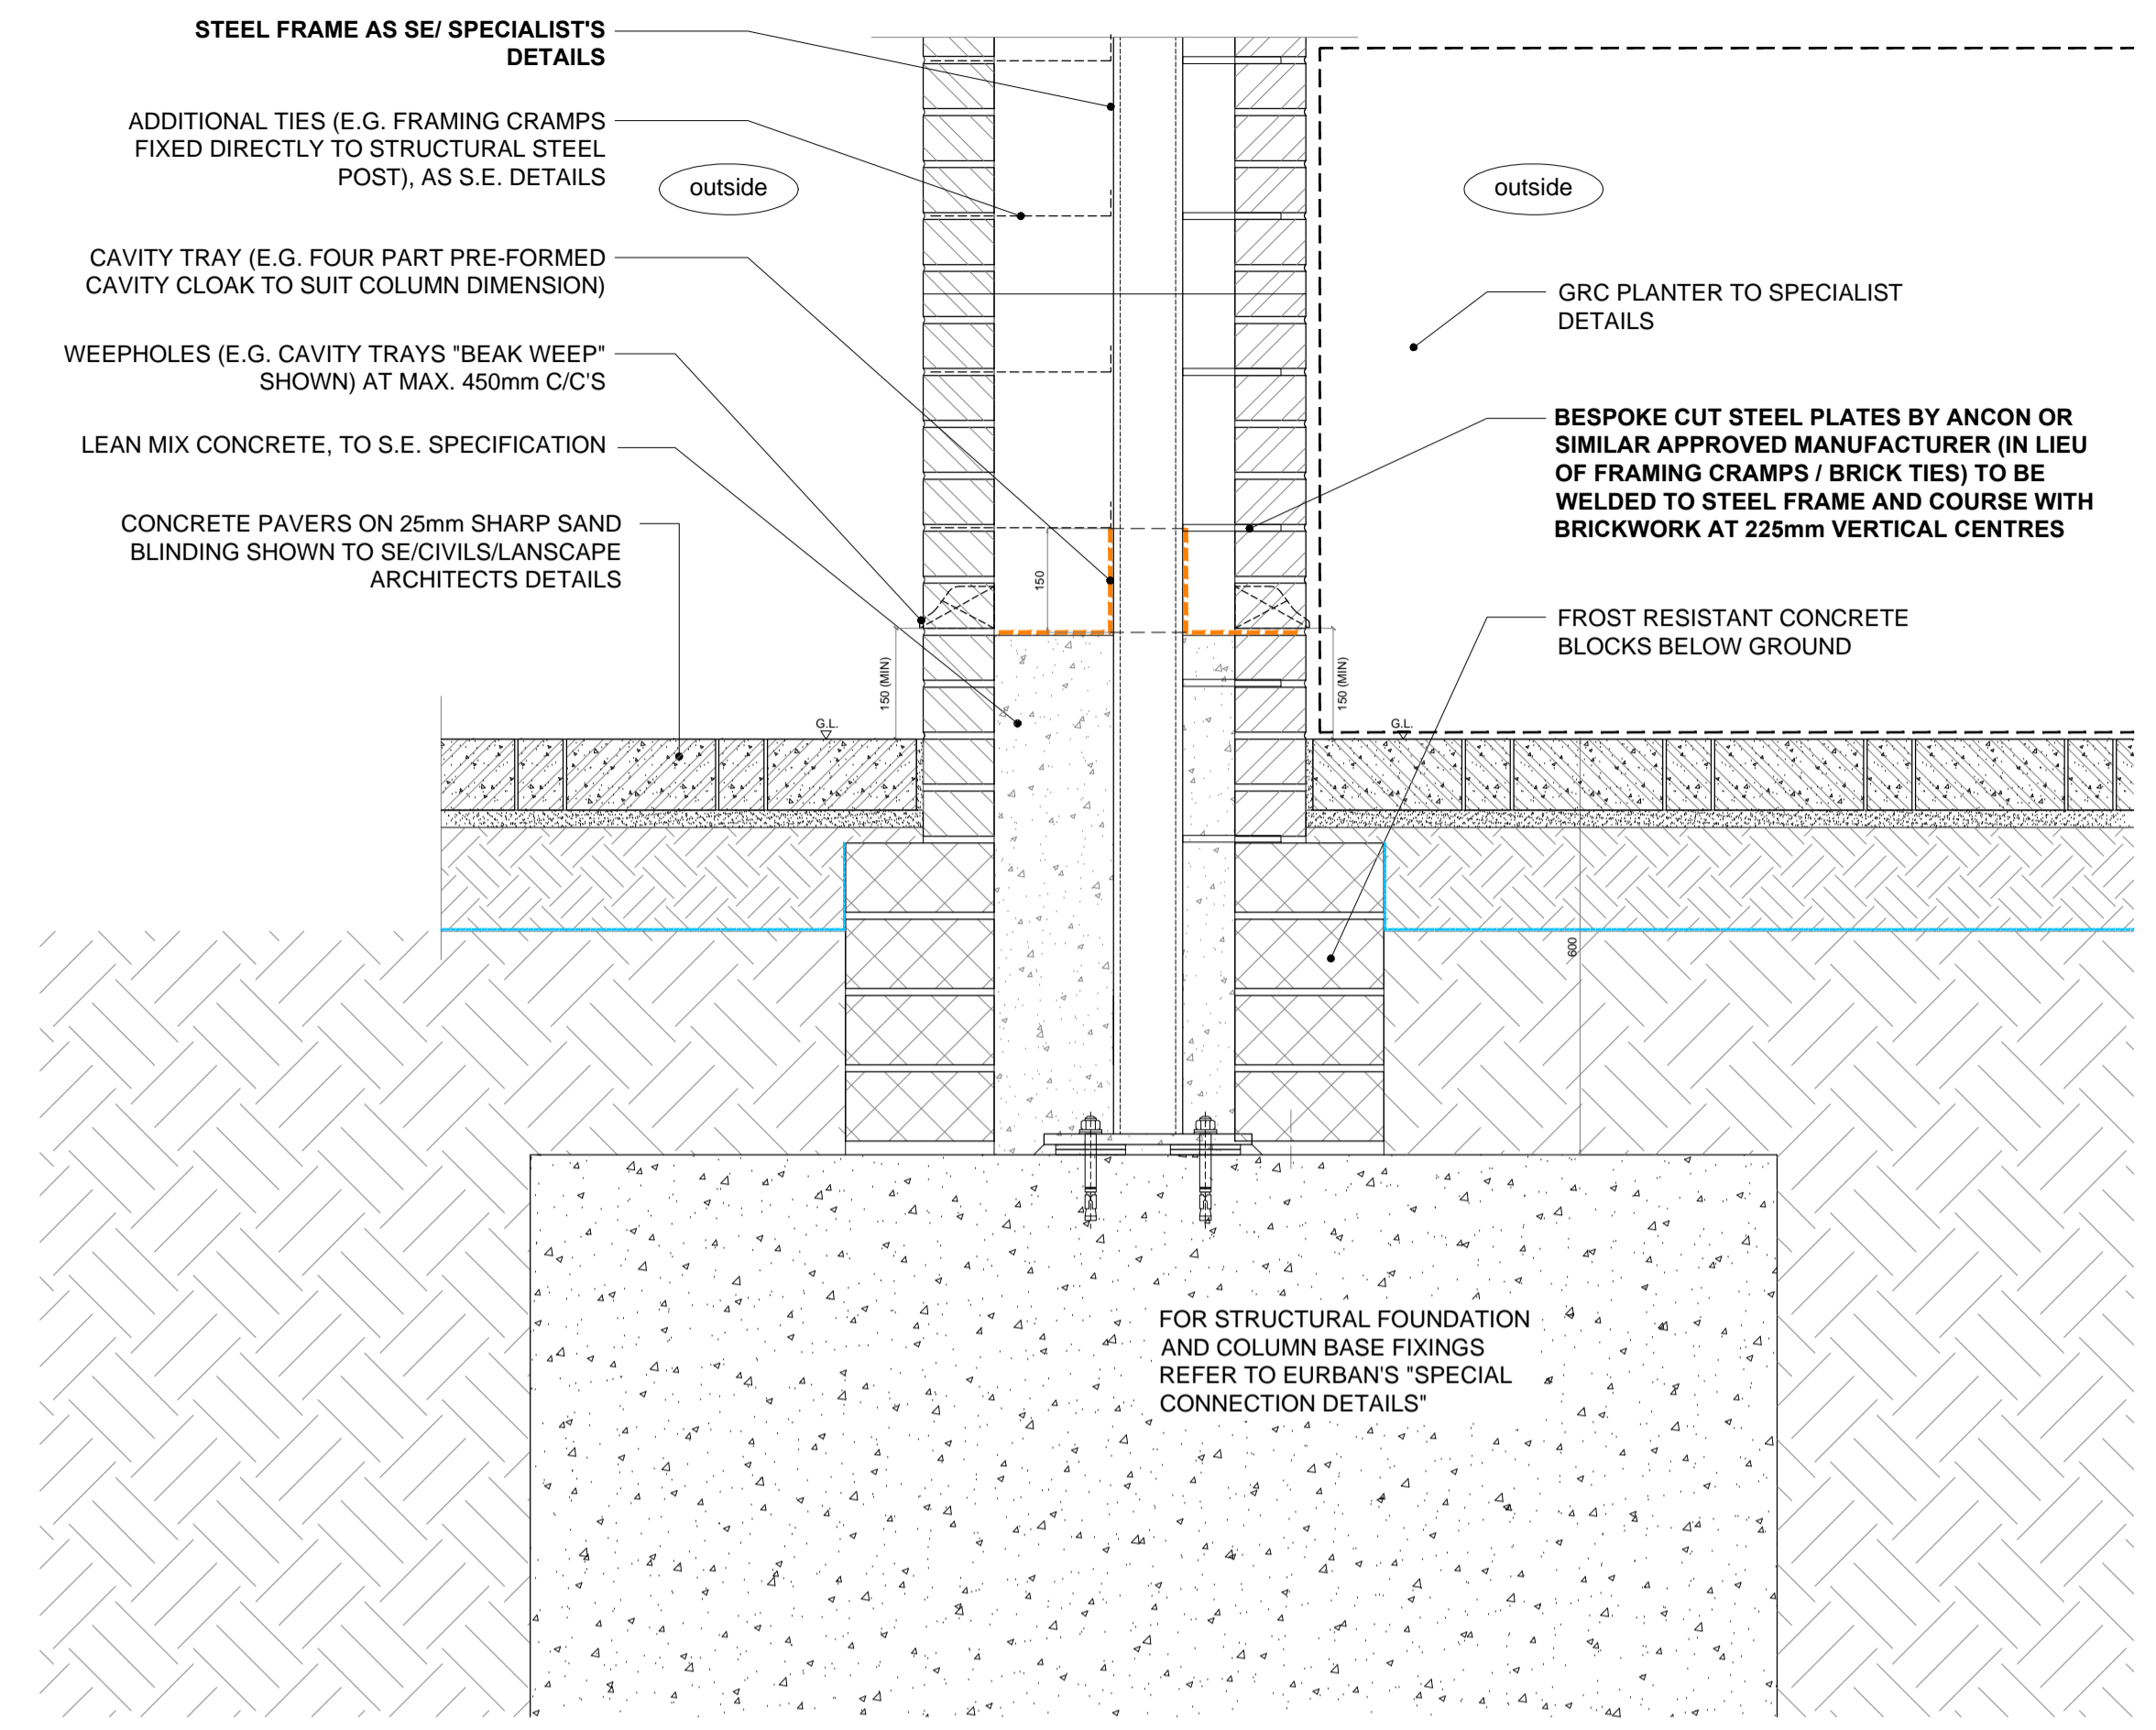 STEEL FRAME AS SE/ SPECIALIST'S
DETAILS
ADDITIONAL TIES (E.G. FRAMING CRAMPS
FIXED DIRECTLY TO STRUCTURAL STEEL
POST), AS S.E. DETAILS
outside
outside
CAVITY TRAY (E.G. FOUR PART PRE-FORMED
CAVITY CLOAK TO SUIT COLUMN DIMENSION)
GRC PLANTER TO SPECIALIST
DETAILS
WEEPHOLES (E.G. CAVITY TRAYS "BEAK WEEP"
SHOWN) AT MAX. 450mm C/C'S
LEAN MIX CONCRETE, TO S.E. SPECIFICATION
BESPOKE CUT STEEL PLATES BY ANCON OR
SIMILAR APPROVED MANUFACTURER (IN LIEU
OF FRAMING CRAMPS / BRICK TIES) TO BE
WELDED TO STEEL FRAME AND COURSE WITH
BRICKWORK AT 225mm VERTICAL CENTRES
CONCRETE PAVERS ON 25mm SHARP SAND
BLINDING SHOWN TO SE/CIVILS/LANSCAPE
ARCHITECTS DETAILS
150
FROST RESISTANT CONCRETE
BLOCKS BELOW GROUND
150 (MIN)
150 (MIN)
G.L.
G.L.
600
FOR STRUCTURAL FOUNDATION
AND COLUMN BASE FIXINGS
REFER TO EURBAN'S "SPECIAL
CONNECTION DETAILS"